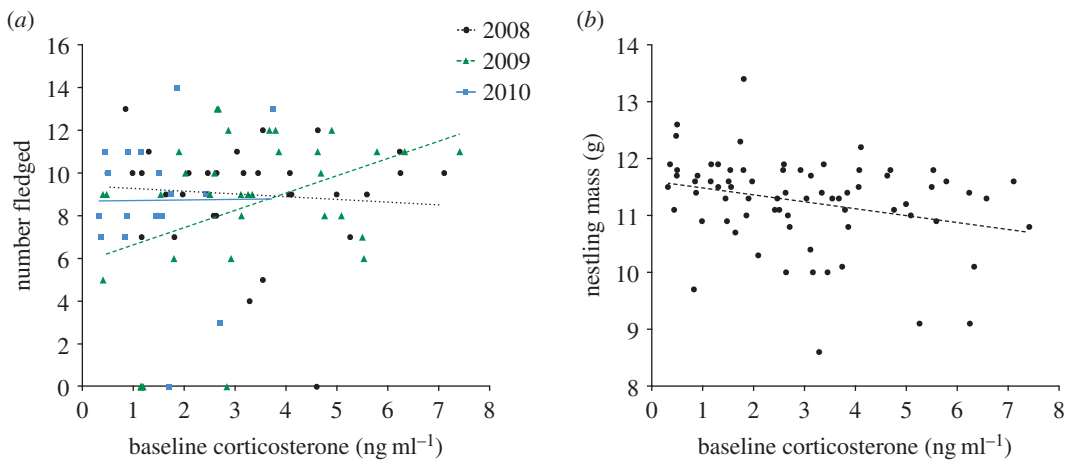 (a)
2008
2009
2010
16
14
12
10
8
6
4
2
0
number fledged
0 1 2 3 4 5 6 7 8
baseline corticosterone (ng ml⁻¹)
(b)
14
13
12
11
10
9
8
nestling mass (g)
0 1 2 3 4 5 6 7 8
baseline corticosterone (ng ml⁻¹)